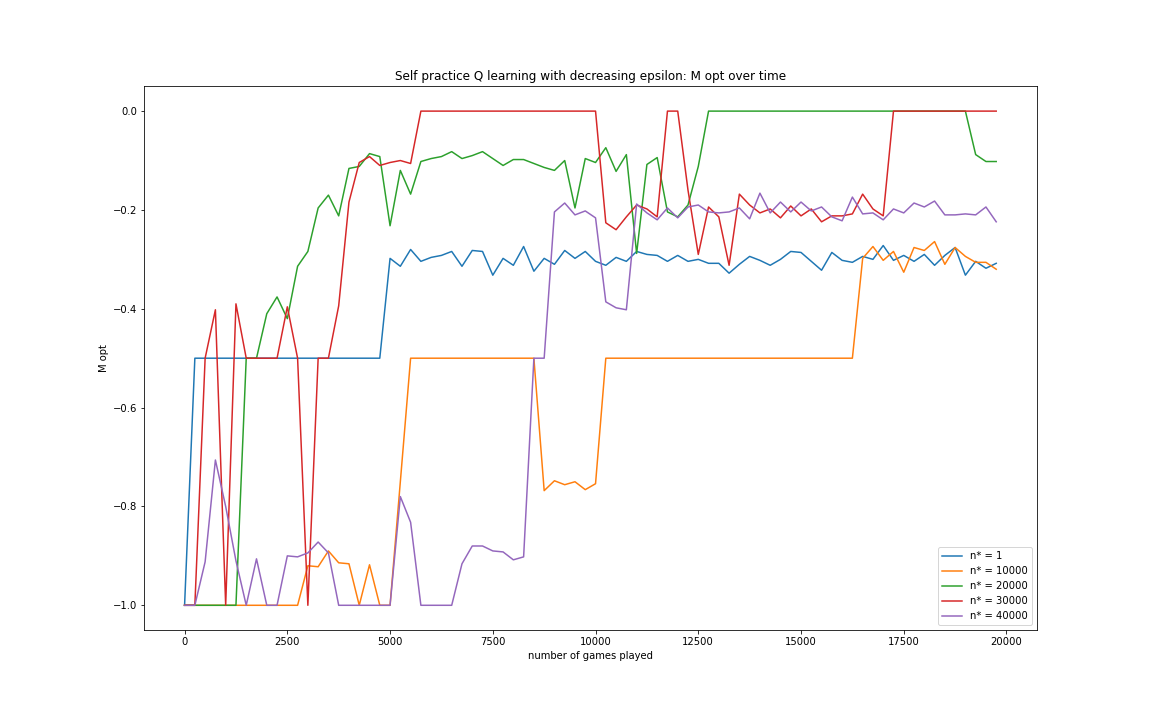 Self practice Q learning with decreasing epsilon: M opt over time
M opt
0.0
−0.2
−0.4
−0.6
−0.8
−1.0
0 2500 5000 7500 10000 12500 15000 17500 20000
number of games played
n* = 1
n* = 10000
n* = 20000
n* = 30000
n* = 40000